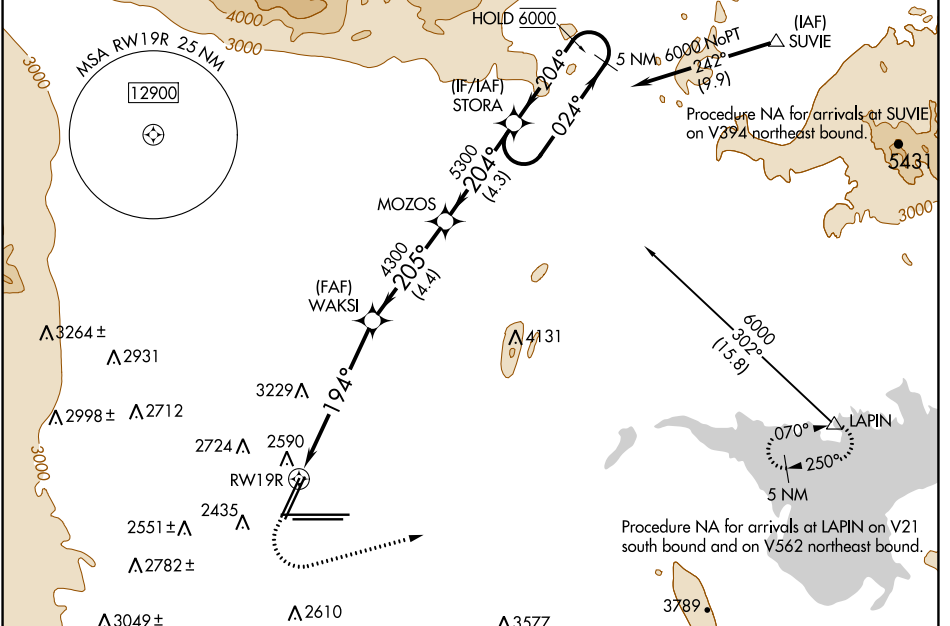 4000
3000
3000
MSA RW19R 25 NM
12900
HOLD 6000
204°
024°
5 NM
6000 NoPT
242°
(9.9)
(IAF)
SUVIE
Procedure NA for arrivals at SUVIE
on V394 northeast bound.
5431
3000
(IF/IAF)
STORA
5300
204°
(4.3)
MOZOS
4300
205°
(4.4)
(FAF)
WAKSI
194°
3264 ±
2931
4131
3229
2998 ±
2712
2724
2590
3000
RW19R
2435
2551 ±
2782 ±
6000
302°
(15.8)
LAPIN
070°
250°
5 NM
Procedure NA for arrivals at LAPIN on V21
south bound and on V562 northeast bound.
3789
3049 ±
2610
3577